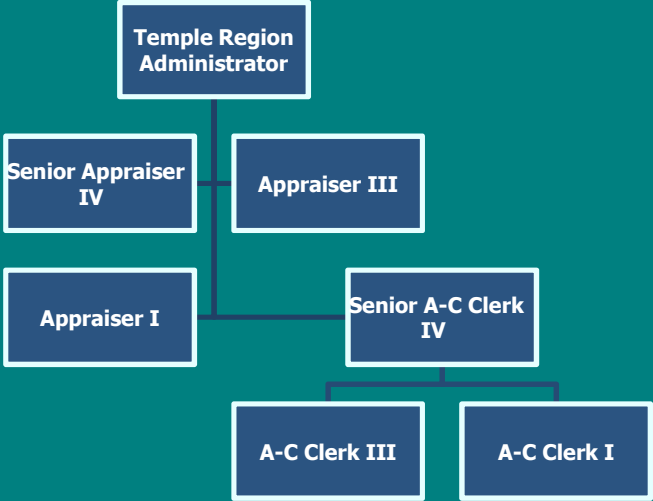 Temple Region
Administrator
Senior Appraiser
IV
Appraiser III
Appraiser I
Senior A-C Clerk
IV
A-C Clerk III
A-C Clerk I